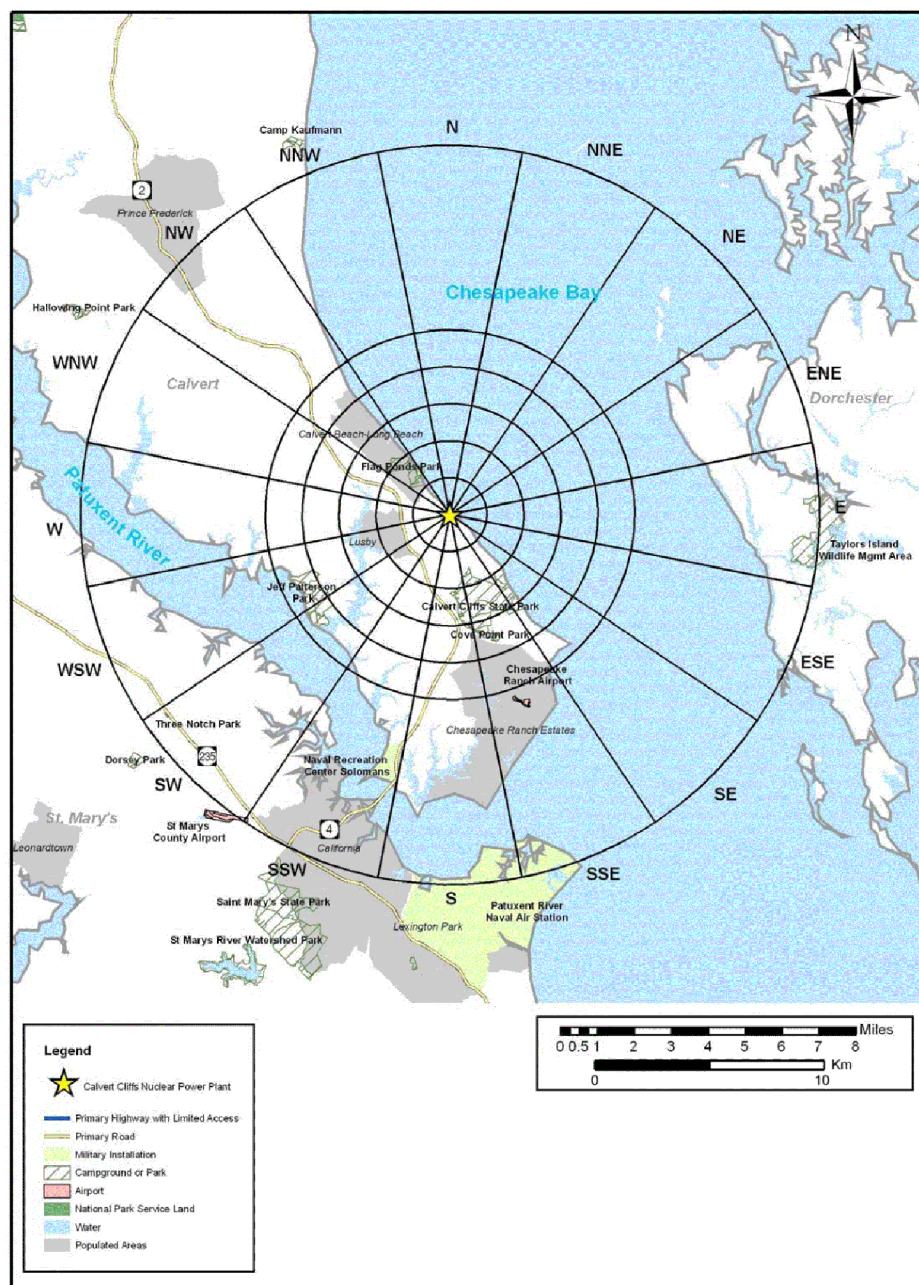 N
Camp Kaufmann
N
NNW
NNE
2
Prince Frederick
NW
NE
Chesapeake Bay
Hallowing Point Park
WNW
ENE
Calvert
Dorchester
Calvert Beach-Long Beach
Flag Ponds Park
Patuxent River
W
E
Lusby
Taylors Island
Wildlife Mgmt Area
Jeff Patterson
Park
Calvert Cliffs State Park
Cove Point Park
WSW
ESE
Chesapeake
Ranch Airport
Three Notch Park
Chesapeake Ranch Estates
235
Dorsey Park
Naval Recreation
Center Solomans
SW
SE
St. Mary's
St Marys
County Airport
4
Leonardtown
California
SSW
SSE
S
Saint Mary's State Park
Patuxent River
Naval Air Station
Lexington Park
St Marys River Watershed Park
Legend
Calvert Cliffs Nuclear Power Plant
Primary Highway with Limited Access
Primary Road
Military Installation
Campground or Park
Airport
National Park Service Land
Water
Populated Areas
Miles
0 0.5 1 2 3 4 5 6 7 8
Km
0 10